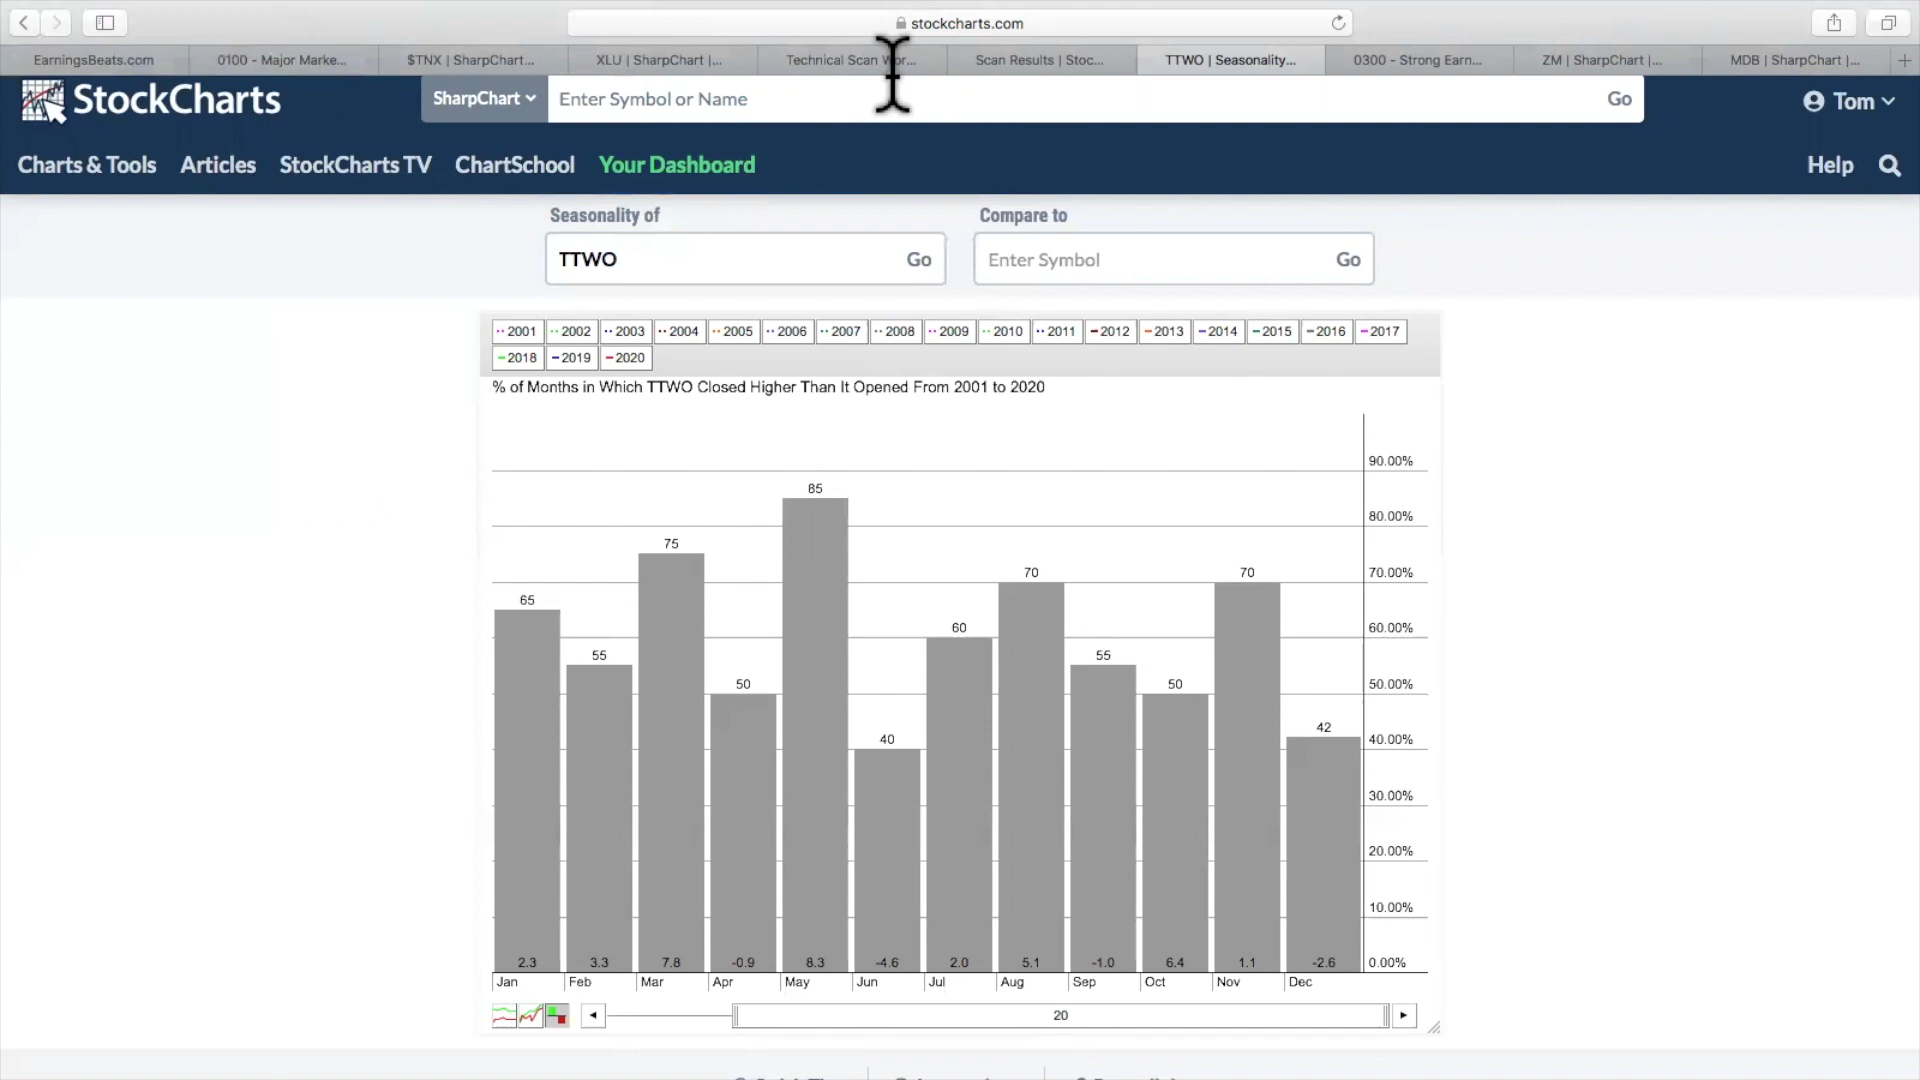 stockcharts.com
EarningsBeats.com 0100 - Major Marke... $TNX | SharpChart... XLU | SharpChart |... Technical Scan Wor... Scan Results | Stoc... TTWO | Seasonality... 0300 - Strong Earn... ZM | SharpChart |... MDB | SharpChart |...
StockCharts SharpChart Enter Symbol or Name Go Tom
Charts & Tools Articles StockCharts TV ChartSchool Your Dashboard Help
Seasonality of Compare to
TTWO Go Enter Symbol Go
2001 2002 2003 2004 2005 2006 2007 2008 2009 2010 2011 2012 2013 2014 2015 2016 2017
2018 2019 2020
% of Months in Which TTWO Closed Higher Than It Opened From 2001 to 2020
90.00%
85
80.00%
75
70 70 70.00%
65
60 60.00%
55 55
50 50 50.00%
42
40 40.00%
30.00%
20.00%
10.00%
2.3 3.3 7.8 -0.9 8.3 -4.6 2.0 5.1 -1.0 6.4 1.1 -2.6 0.00%
Jan Feb Mar Apr May Jun Jul Aug Sep Oct Nov Dec
20